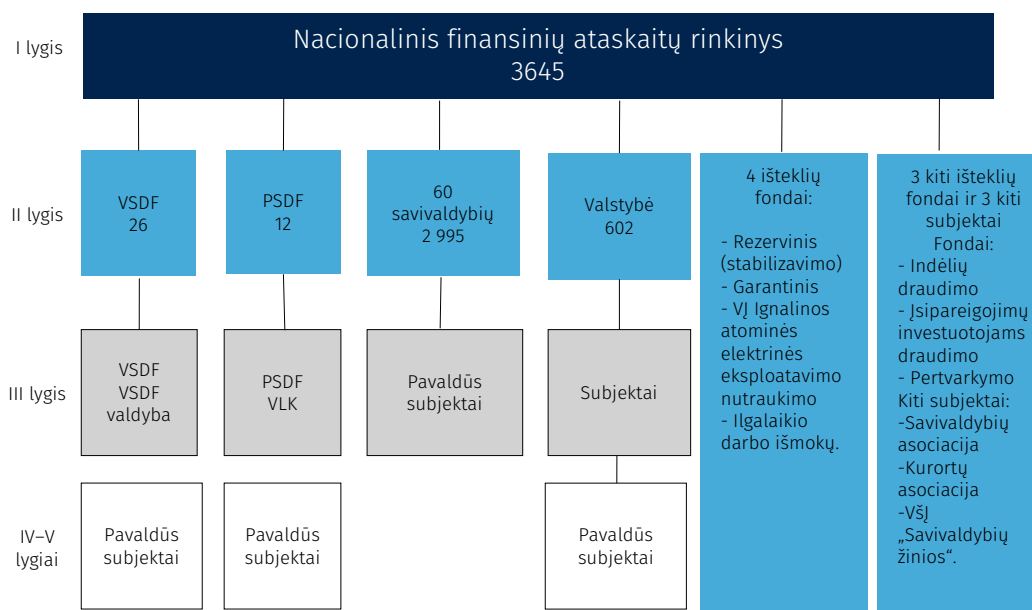 I lygis
Nacionalinis finansinių ataskaitų rinkinys
3645
II lygis
VSDF
26
PSDF
12
60
savivaldybių
2 995
Valstybė
602
4 išteklių
fondai:
- Rezervinis
(stabilizavimo)
- Garantinis
- VĮ Ignalinos
atominės
elektrinės
eksploatavimo
nutraukimo
- Ilgalaikio
darbo išmokų.
3 kiti išteklių
fondai ir 3 kiti
subjektai
Fondai:
- Indėlių
draudimo
- Įsipareigojimų
investuotojams
draudimo
- Pertvarkymo
Kiti subjektai:
-Savivaldybių
asociacija
-Kurortų
asociacija
-VšĮ
„Savivaldybių
žinios“.
III lygis
VSDF
VSDF
valdyba
PSDF
VLK
Pavaldūs
subjektai
Subjektai
IV–V
lygiai
Pavaldūs
subjektai
Pavaldūs
subjektai
Pavaldūs
subjektai